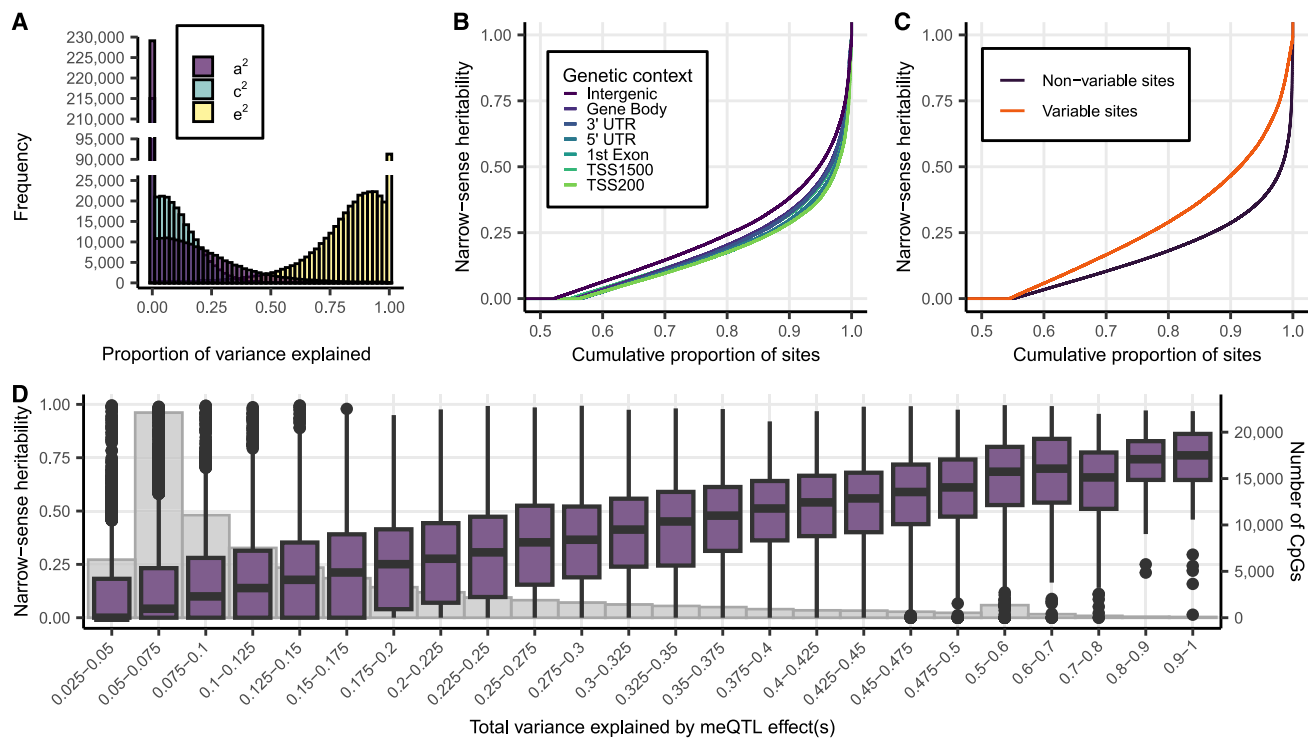 A
230,000
225,000
220,000
215,000
95,000
90,000
25,000
20,000
15,000
10,000
5,000
0
Frequency
a²
c²
e²
0.00
0.25
0.50
0.75
1.00
Proportion of variance explained
B
1.00
0.75
0.50
0.25
0.00
Narrow−sense heritability
Genetic context
Intergenic
Gene Body
3' UTR
5' UTR
1st Exon
TSS1500
TSS200
0.5
0.6
0.7
0.8
0.9
1.0
Cumulative proportion of sites
C
1.00
0.75
0.50
0.25
0.00
Narrow−sense heritability
Non−variable sites
Variable sites
0.5
0.6
0.7
0.8
0.9
1.0
Cumulative proportion of sites
D
1.00
0.75
0.50
0.25
0.00
Narrow−sense heritability
20,000
15,000
10,000
5,000
0
Number of CpGs
0.025−0.05
0.05−0.075
0.075−0.1
0.1−0.125
0.125−0.15
0.15−0.175
0.175−0.2
0.2−0.225
0.225−0.25
0.25−0.275
0.275−0.3
0.3−0.325
0.325−0.35
0.35−0.375
0.375−0.4
0.4−0.425
0.425−0.45
0.45−0.475
0.475−0.5
0.5−0.6
0.6−0.7
0.7−0.8
0.8−0.9
0.9−1
Total variance explained by meQTL effect(s)